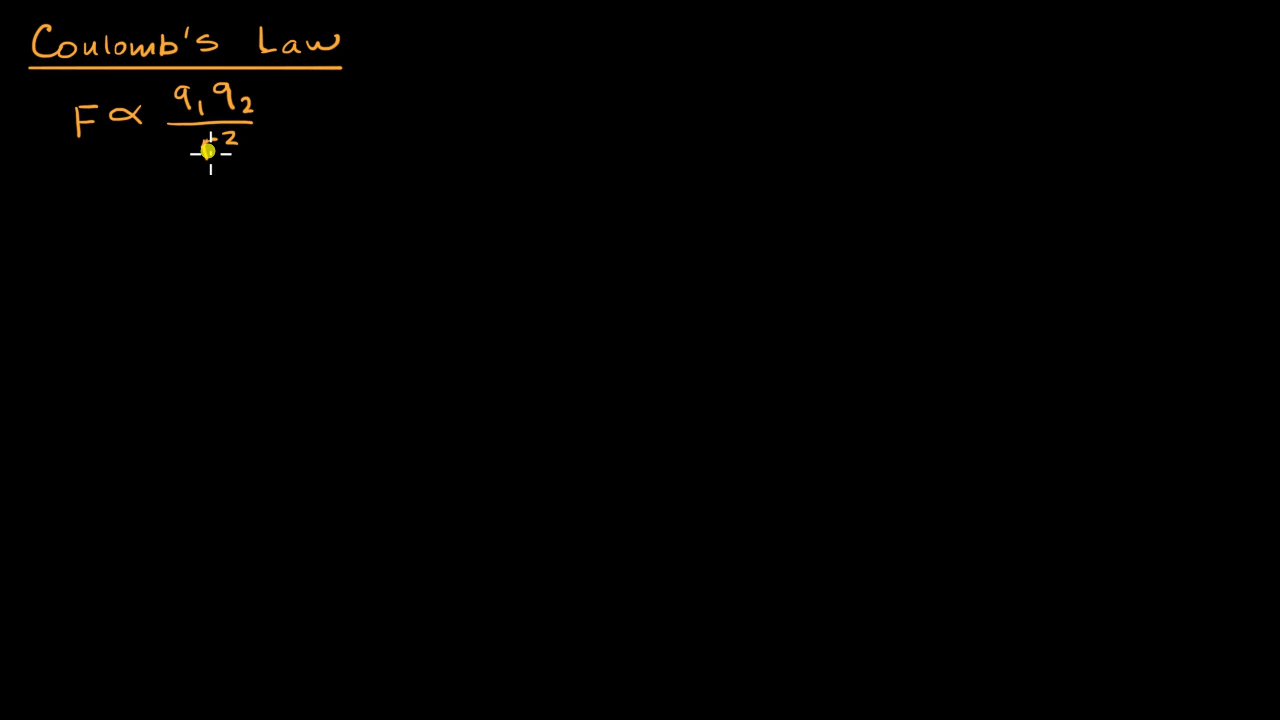 Coulomb's Law
F ∝ q₁q₂ / r²